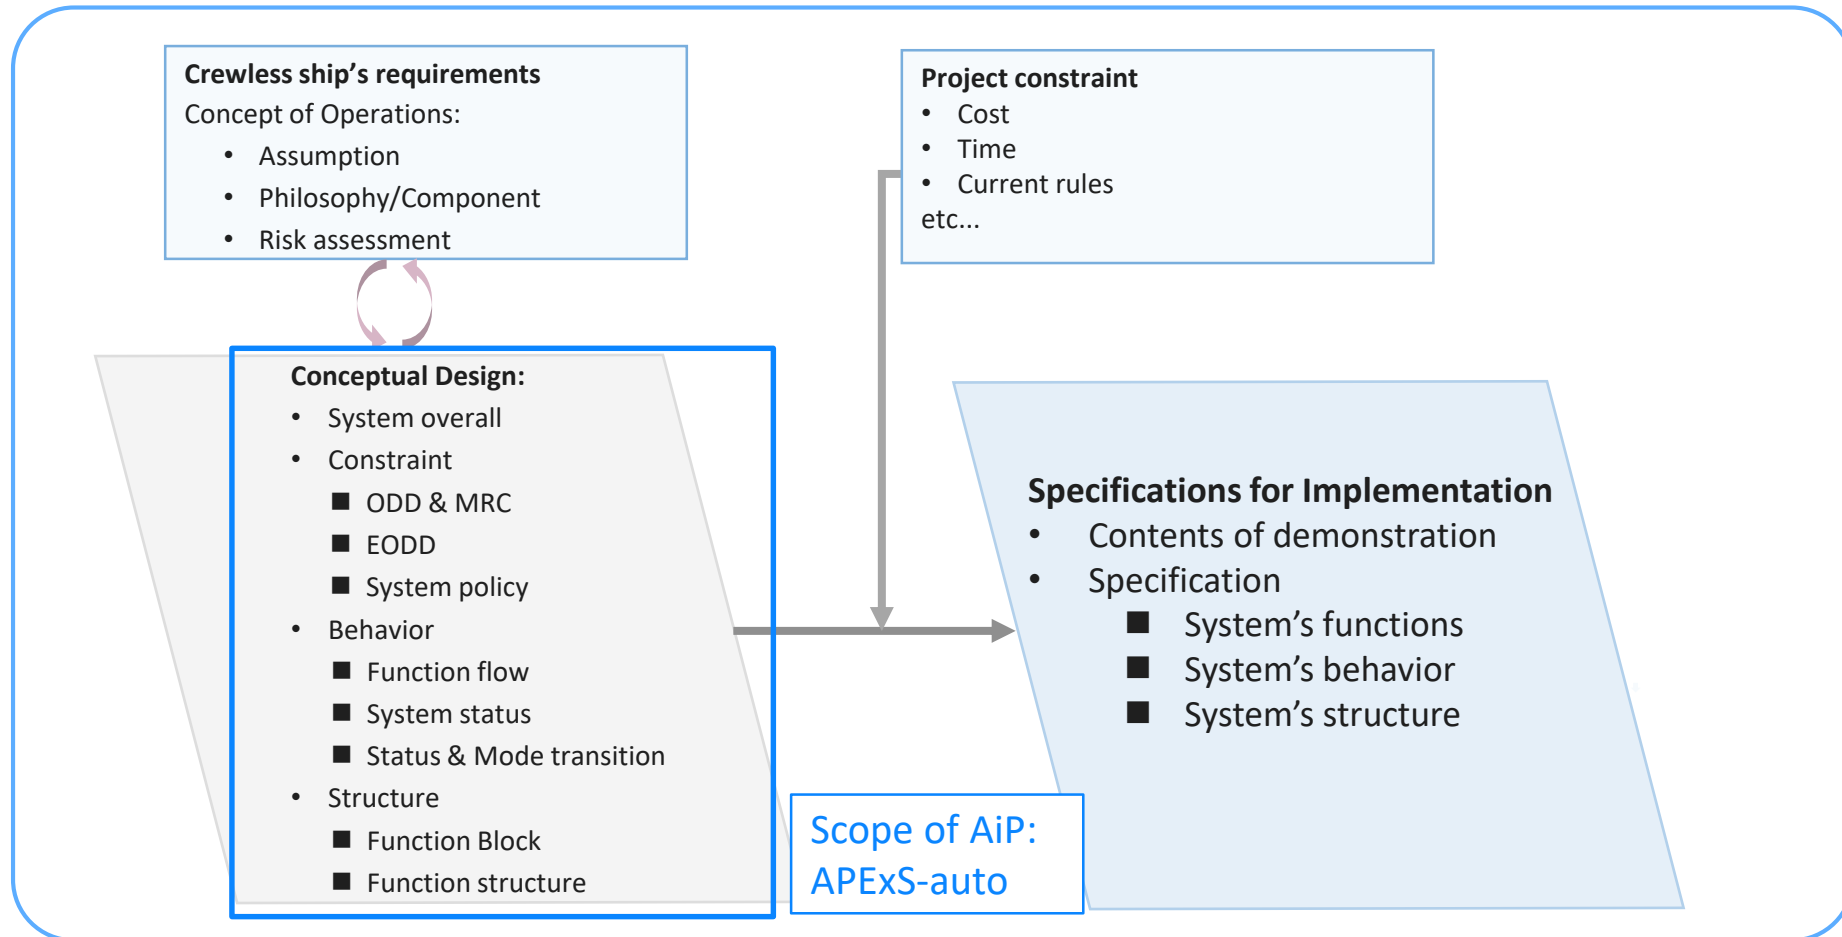 Crewless ship’s requirements
Concept of Operations:
• Assumption
• Philosophy/Component
• Risk assessment
Project constraint
• Cost
• Time
• Current rules
etc...
Conceptual Design:
• System overall
• Constraint
■ ODD & MRC
■ EODD
■ System policy
• Behavior
■ Function flow
■ System status
■ Status & Mode transition
• Structure
■ Function Block
■ Function structure
Scope of AiP:
APExS-auto
Specifications for Implementation
• Contents of demonstration
• Specification
■ System’s functions
■ System’s behavior
■ System’s structure